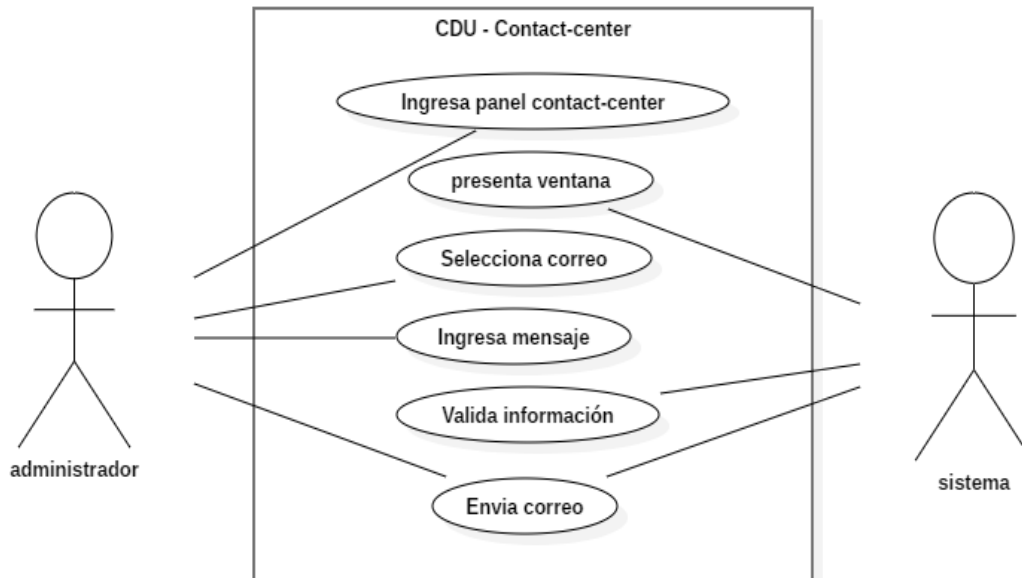 CDU - Contact-center
Ingresa panel contact-center
presenta ventana
Selecciona correo
Ingresa mensaje
Valida información
Envia correo
administrador
sistema